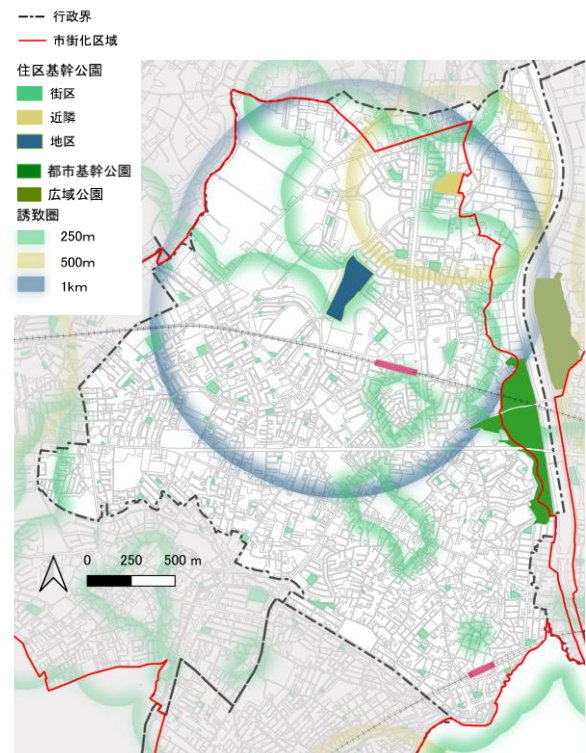 行政界
市街化区域
住区基幹公園
街区
近隣
地区
都市基幹公園
広域公園
誘致圏
250m
500m
1km
0 250 500 m